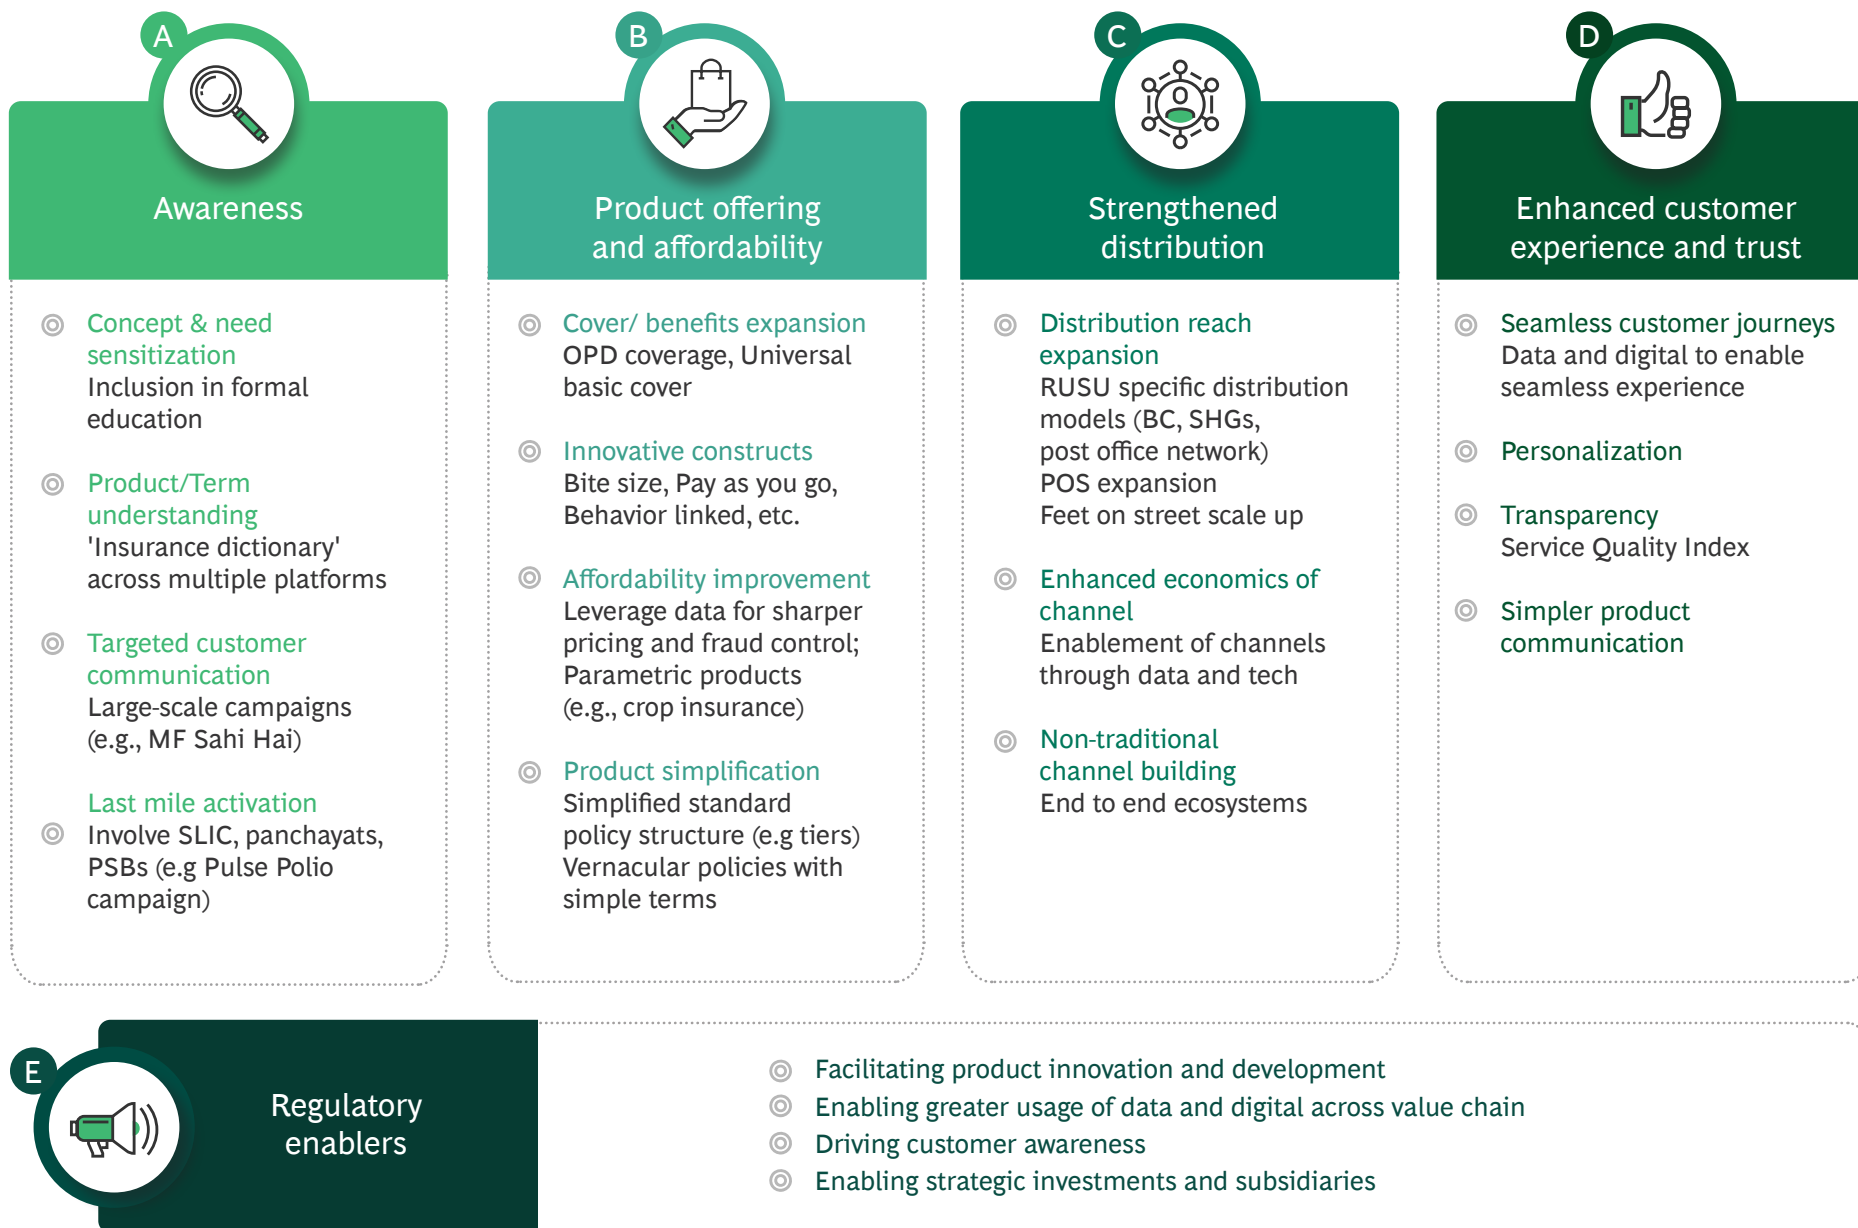 A
Awareness
Concept & need
sensitization
Inclusion in formal
education
Product/Term
understanding
'Insurance dictionary'
across multiple platforms
Targeted customer
communication
Large-scale campaigns
(e.g., MF Sahi Hai)
Last mile activation
Involve SLIC, panchayats,
PSBs (e.g Pulse Polio
campaign)
B
Product offering
and affordability
Cover/ benefits expansion
OPD coverage, Universal
basic cover
Innovative constructs
Bite size, Pay as you go,
Behavior linked, etc.
Affordability improvement
Leverage data for sharper
pricing and fraud control;
Parametric products
(e.g., crop insurance)
Product simplification
Simplified standard
policy structure (e.g tiers)
Vernacular policies with
simple terms
C
Strengthened
distribution
Distribution reach
expansion
RUSU specific distribution
models (BC, SHGs,
post office network)
POS expansion
Feet on street scale up
Enhanced economics of
channel
Enablement of channels
through data and tech
Non-traditional
channel building
End to end ecosystems
D
Enhanced customer
experience and trust
Seamless customer journeys
Data and digital to enable
seamless experience
Personalization
Transparency
Service Quality Index
Simpler product
communication
E
Regulatory
enablers
Facilitating product innovation and development
Enabling greater usage of data and digital across value chain
Driving customer awareness
Enabling strategic investments and subsidiaries